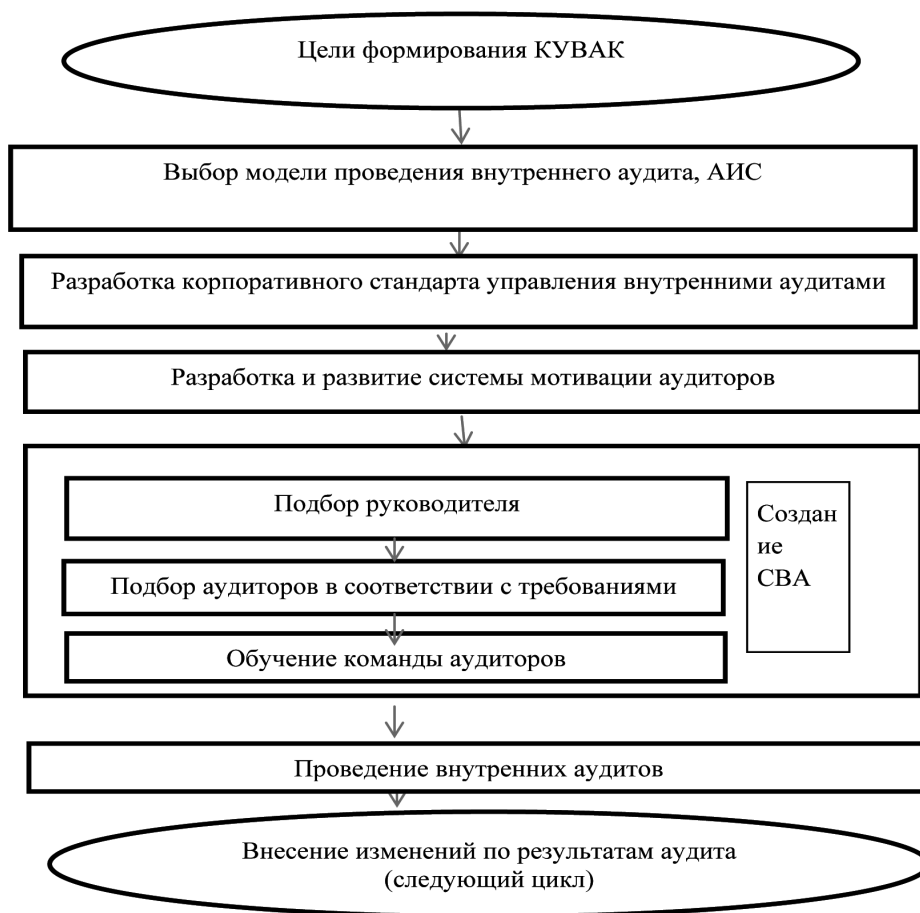 Цели формирования КУВАК
Выбор модели проведения внутреннего аудита, АИС
Разработка корпоративного стандарта управления внутренними аудитами
Разработка и развитие системы мотивации аудиторов
Подбор руководителя
Подбор аудиторов в соответствии с требованиями
Обучение команды аудиторов
Создан
ие
СВА
Проведение внутренних аудитов
Внесение изменений по результатам аудита
(следующий цикл)